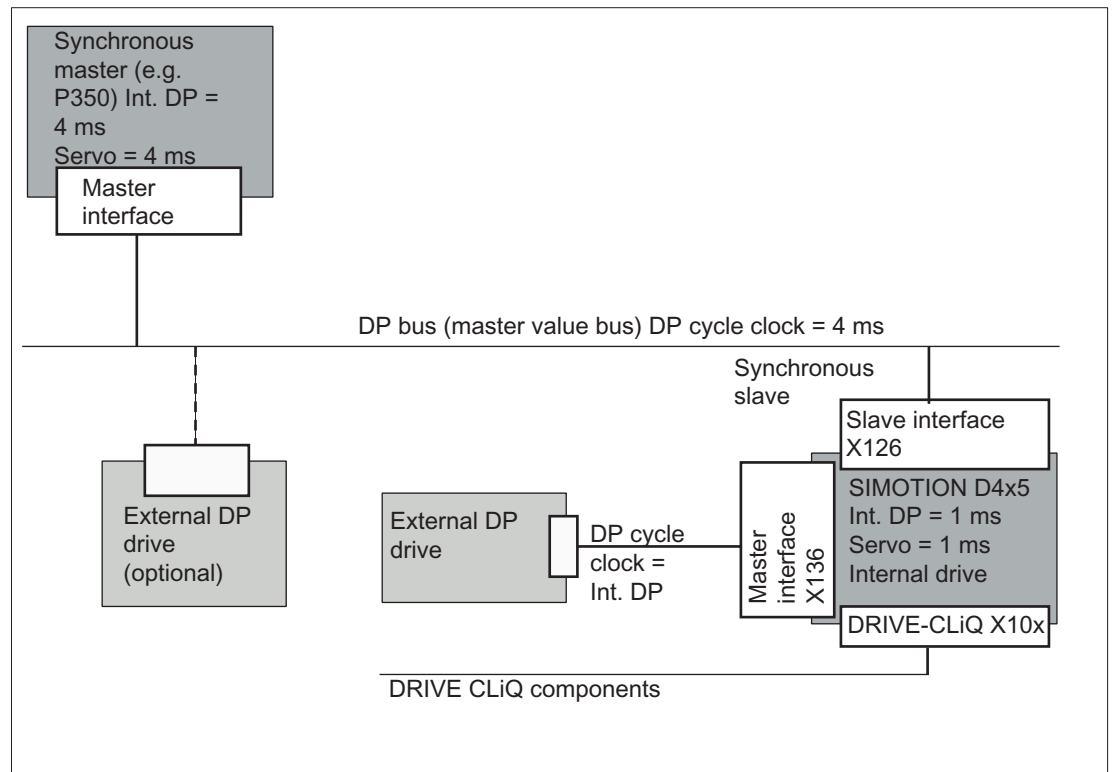 Synchronous
master (e.g.
P350) Int. DP =
4 ms
Servo = 4 ms
Master
interface
DP bus (master value bus) DP cycle clock = 4 ms
Synchronous
slave
Slave interface
X126
External DP
drive
(optional)
External DP
drive
DP cycle
clock =
Int. DP
Master
interface
X136
SIMOTION D4x5
Int. DP = 1 ms
Servo = 1 ms
Internal drive
DRIVE-CLiQ X10x
DRIVE CLiQ components